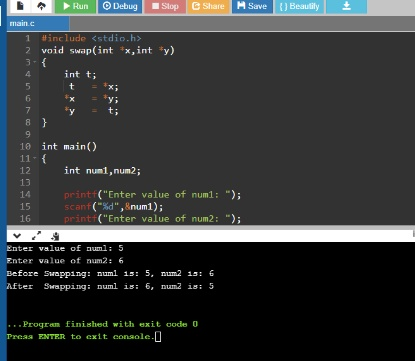 Run Debug Stop Share Save { } Beautify
main.c
1 #include <stdio.h>
2 void swap(int *x,int *y)
3 {
4 int t;
5 t = *x;
6 *x = *y;
7 *y = t;
8 }
9
10 int main()
11 {
12 int num1,num2;
13
14 printf("Enter value of num1: ");
15 scanf("%d",&num1);
16 printf("Enter value of num2: ");
Enter value of num1: 5
Enter value of num2: 6
Before Swapping: num1 is: 5, num2 is: 6
After Swapping: num1 is: 6, num2 is: 5
...Program finished with exit code 0
Press ENTER to exit console.